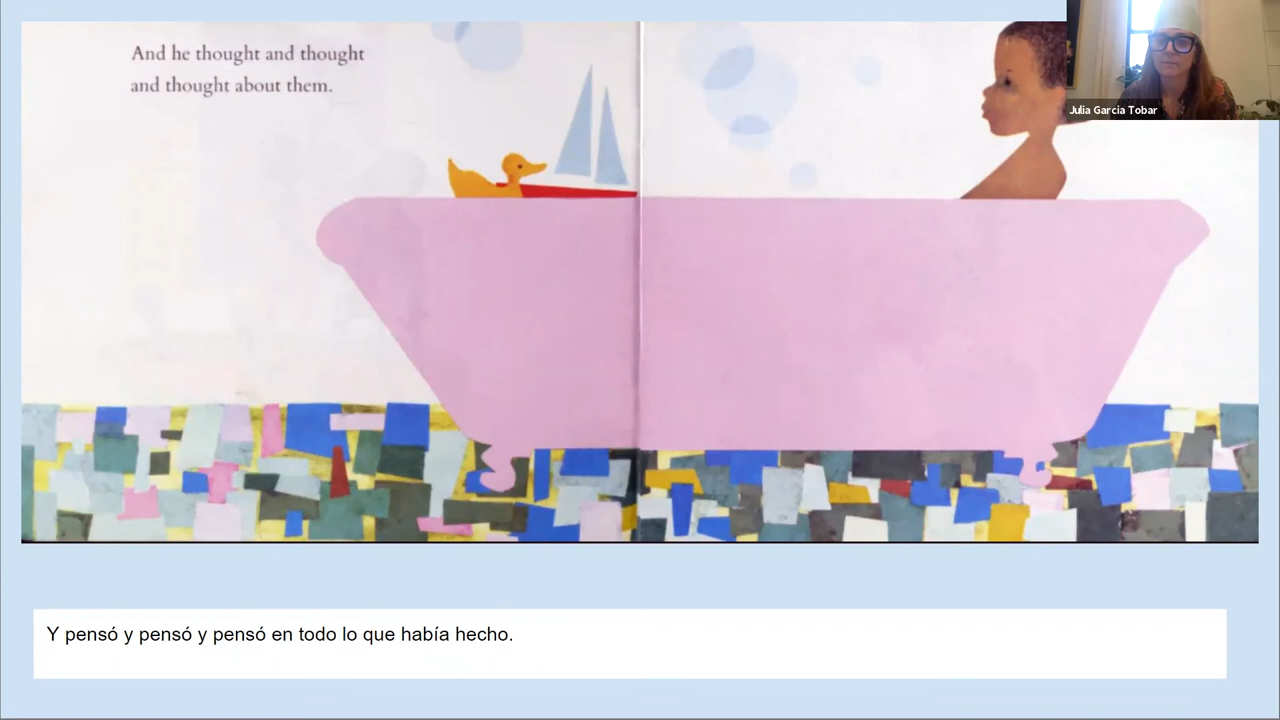 And he thought and thought
and thought about them.
Julia Garcia Tobar
Y pensó y pensó y pensó en todo lo que había hecho.